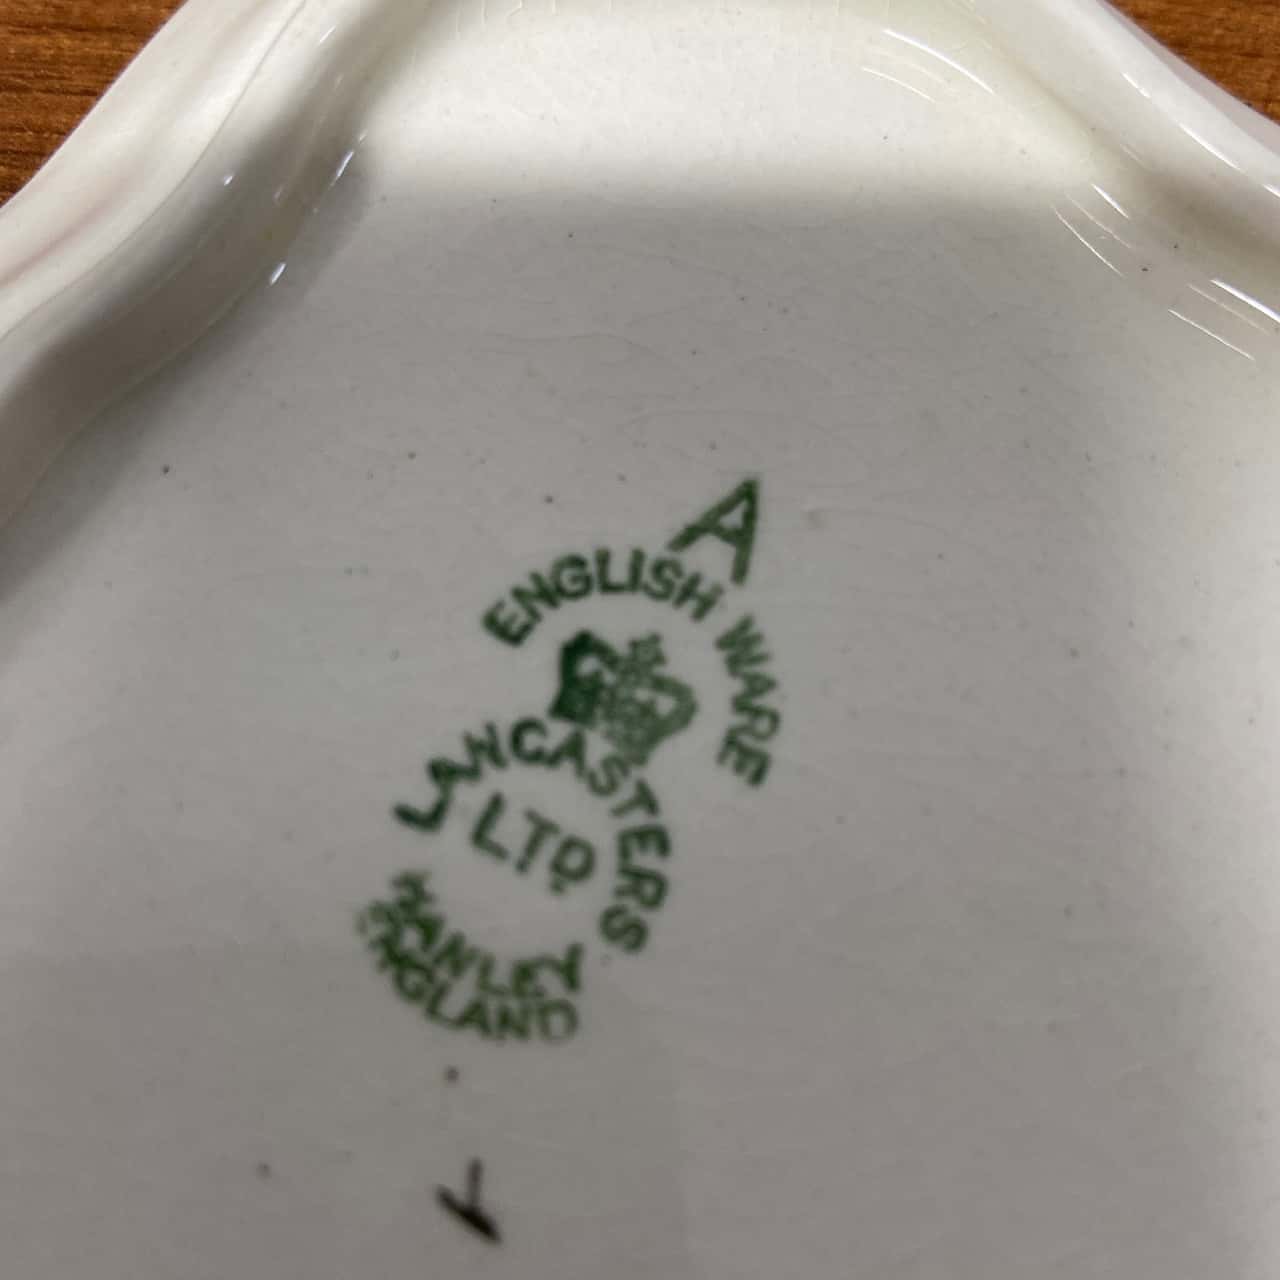 A
ENGLISH WARE
LANCASTERS
LTD.
HANLEY
ENGLAND